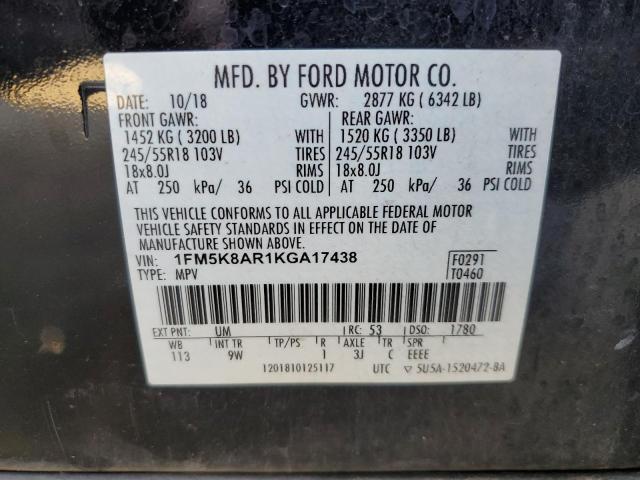 MFD. BY FORD MOTOR CO.
DATE: 10/18 GVWR: 2877 KG ( 6342 LB)
FRONT GAWR: REAR GAWR:
1452 KG ( 3200 LB) WITH 1520 KG ( 3350 LB) WITH
245/55R18 103V TIRES 245/55R18 103V TIRES
18x8.0J RIMS 18x8.0J RIMS
AT 250 kPa/ 36 PSI COLD AT 250 kPa/ 36 PSI COLD
THIS VEHICLE CONFORMS TO ALL APPLICABLE FEDERAL MOTOR
VEHICLE SAFETY STANDARDS IN EFFECT ON THE DATE OF
MANUFACTURE SHOWN ABOVE.
VIN: 1FM5K8AR1KGA17438 F0291
TYPE: MPV T0460
EXT PNT: UM RC: 53 DSO: 1780
WB INT TR TP/PS R AXLE TR SPR
113 9W 1 3J C EEEE
1201810125117 UTC ▽ 5U5A-1520472-BA